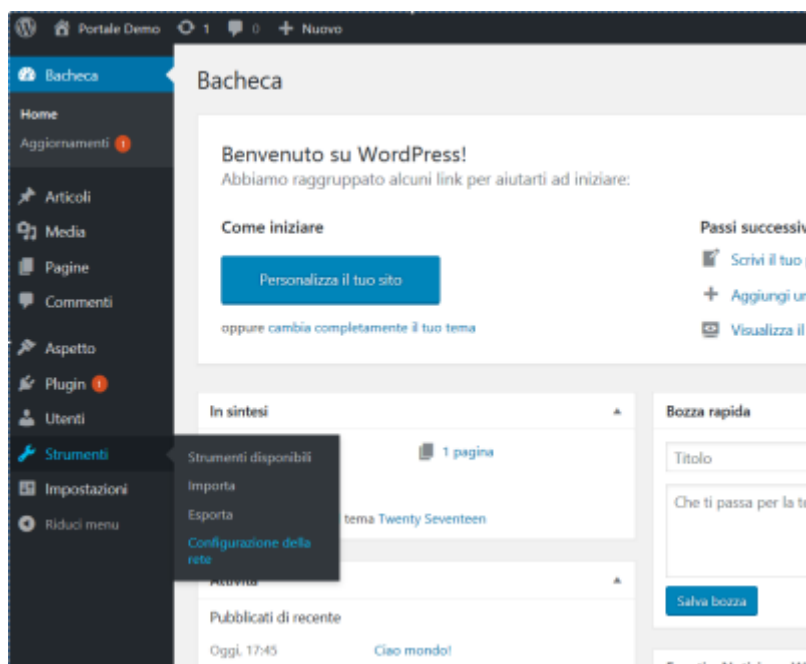 Portale Demo 1 0 Nuovo
Bacheca
Home
Aggiornamenti 1
Articoli
Media
Pagine
Commenti
Aspetto
Plugin 1
Utenti
Strumenti
Impostazioni
Riduci menu
Strumenti disponibili
Importa
Esporta
Configurazione della
rete
Bacheca
Benvenuto su WordPress!
Abbiamo raggruppato alcuni link per aiutarti ad iniziare:
Come iniziare
Personalizza il tuo sito
oppure cambia completamente il tuo tema
Passi successiv
Scrivi il tuo
Aggiungi un
Visualizza il
In sintesi
1 pagina
tema Twenty Seventeen
Attività
Pubblicati di recente
Oggi, 17:45 Ciao mondo!
Bozza rapida
Titolo
Che ti passa per la te
Salva bozza